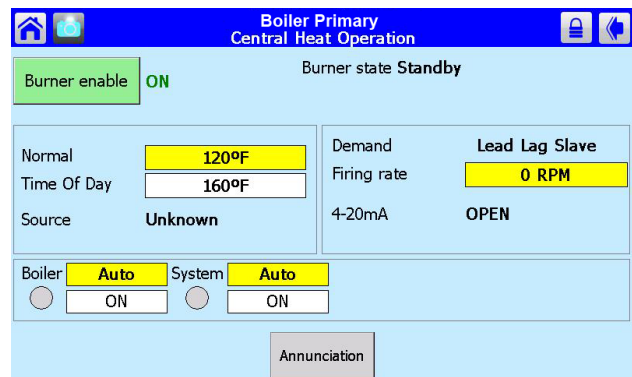 Boiler Primary
Central Heat Operation
Burner enable ON
Burner state Standby
Normal 120ºF
Time Of Day 160ºF
Source Unknown
Demand Lead Lag Slave
Firing rate 0 RPM
4-20mA OPEN
Boiler Auto System Auto
ON ON
Annunciation